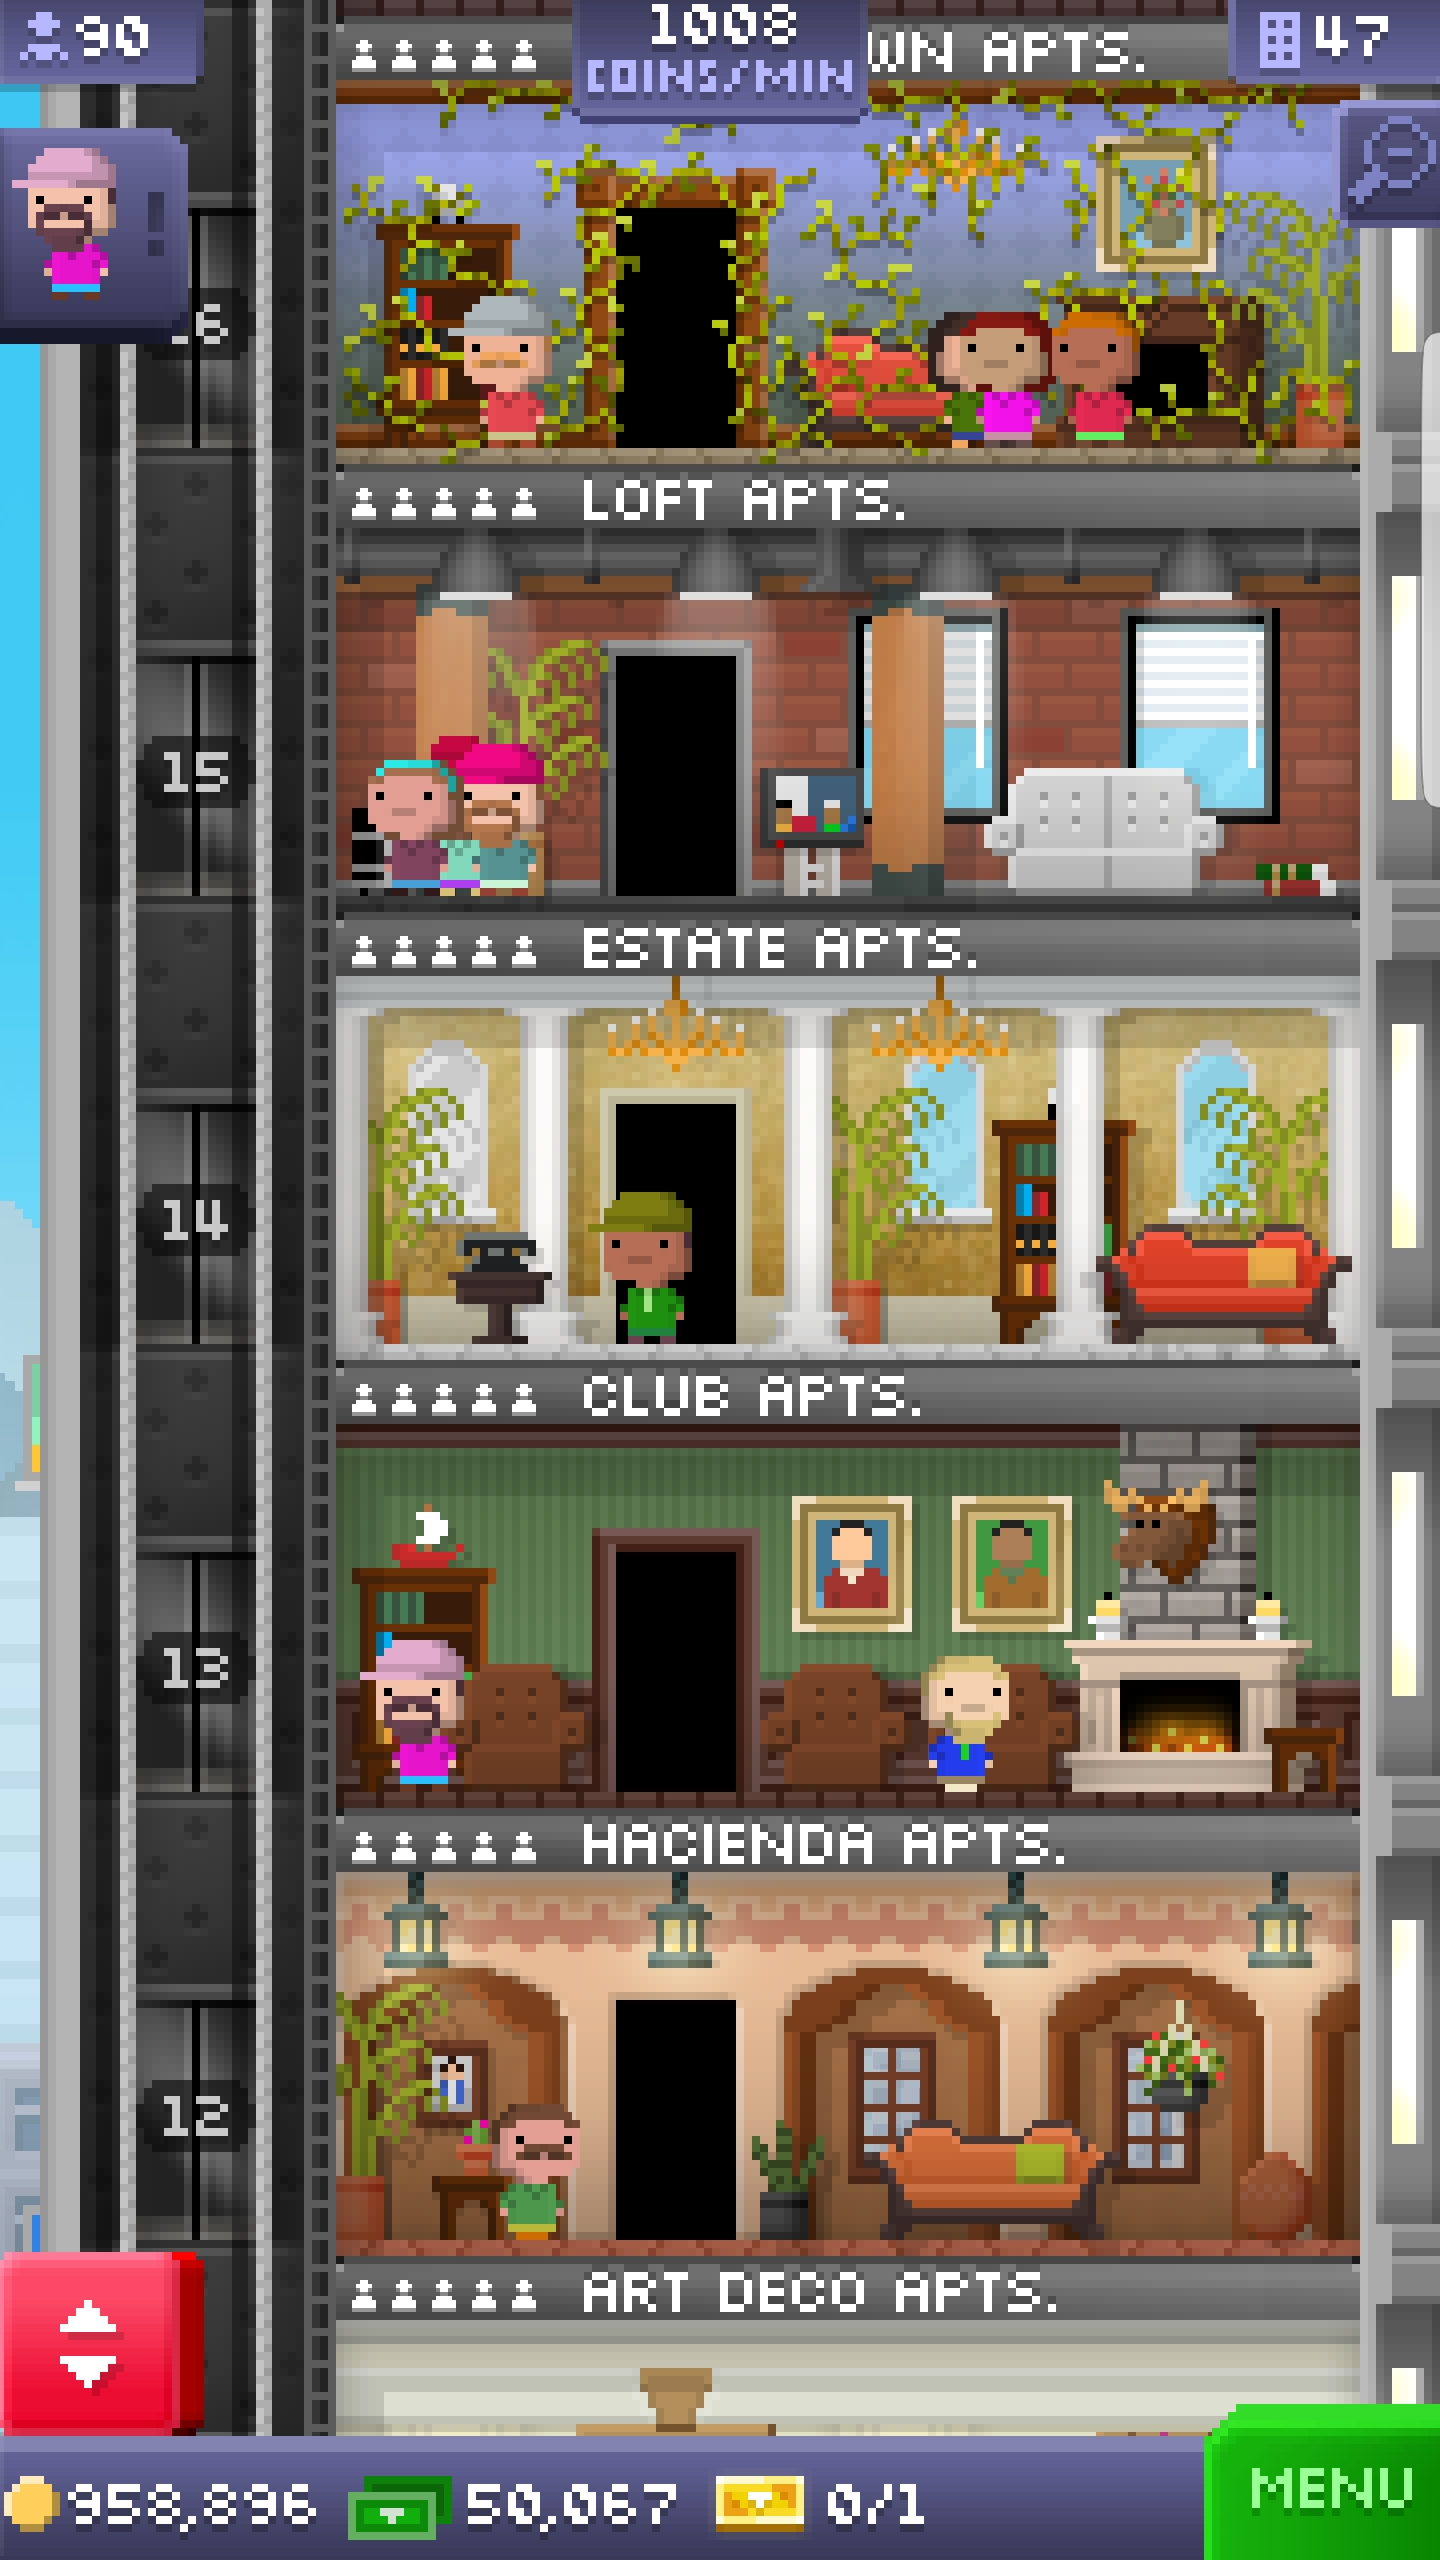 90
1008
COINS/MIN
WN APTS.
47
!
6
LOFT APTS.
15
ESTATE APTS.
14
CLUB APTS.
13
HACIENDA APTS.
12
ART DECO APTS.
958,896
50,067
0/1
MENU